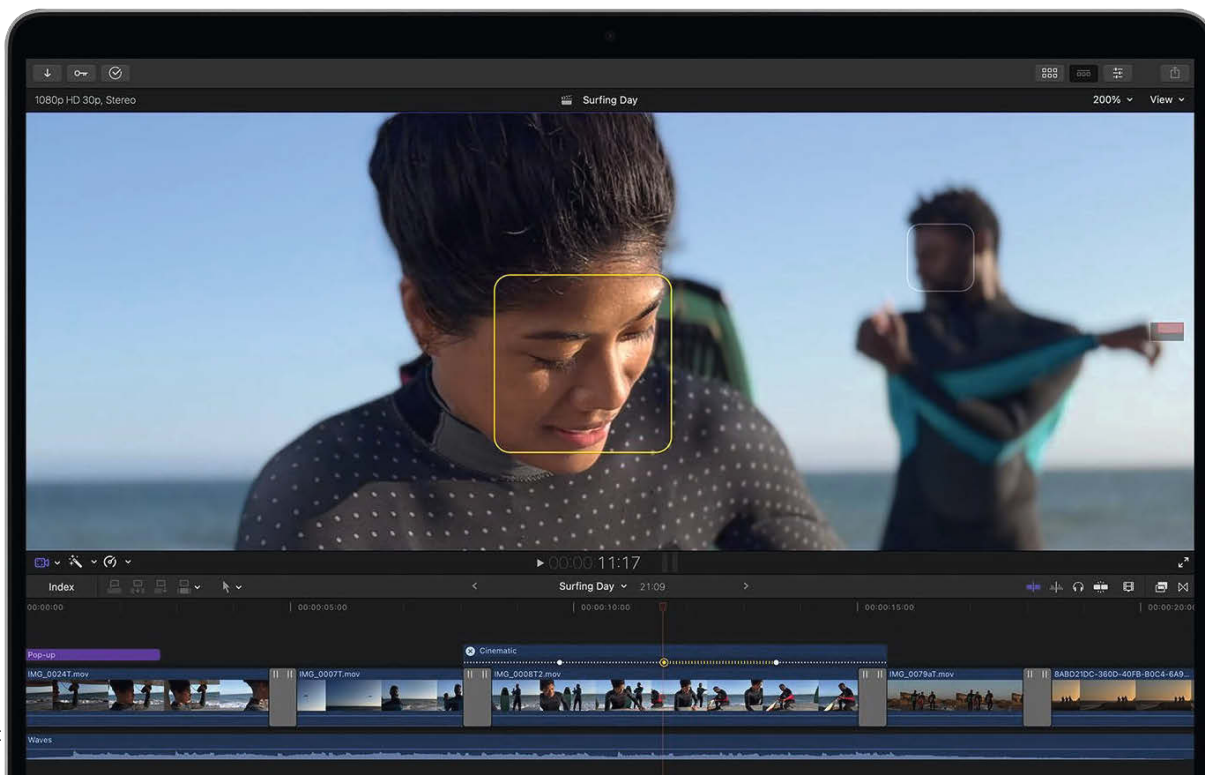 1080p HD 30p, Stereo
Surfing Day
200%
View
00:00:00 11:17
Index
Surfing Day
21:09
00:00:00
00:00:05:00
00:00:10:00
00:00:15:00
00:00:20:00
Pop-up
Cinematic
IMG_0024T.mov
IMG_0007T.mov
IMG_0008T2.mov
IMG_0079aT.mov
8ABD21DC-360D-40FB-B0C4-6A9...
Waves